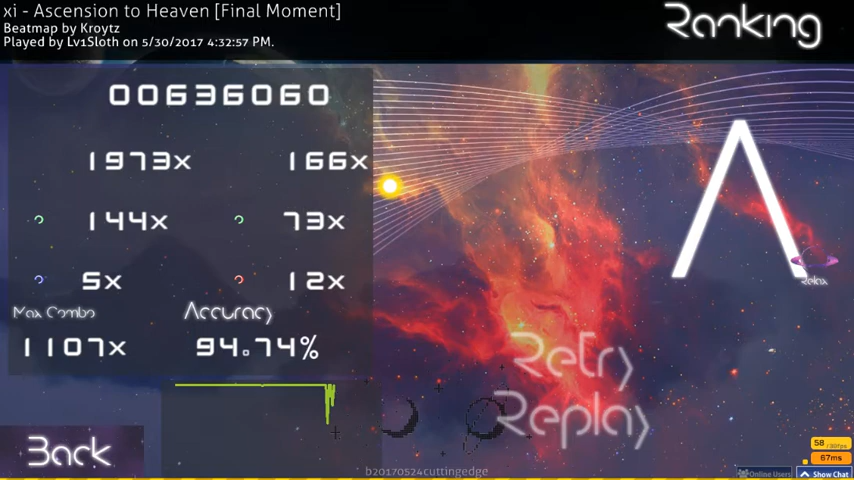 xi - Ascension to Heaven [Final Moment]
Beatmap by Kroytz
Played by Lv1Sloth on 5/30/2017 4:32:57 PM.
Ranking
00636060
1973x 166x
144x 73x
5x 12x
A
Relax
Max Combo Accuracy
1107x 94.74%
Retry
Replay
Back
58 / 30fps
67ms
b20170524cuttingedge
Online Users Show Chat